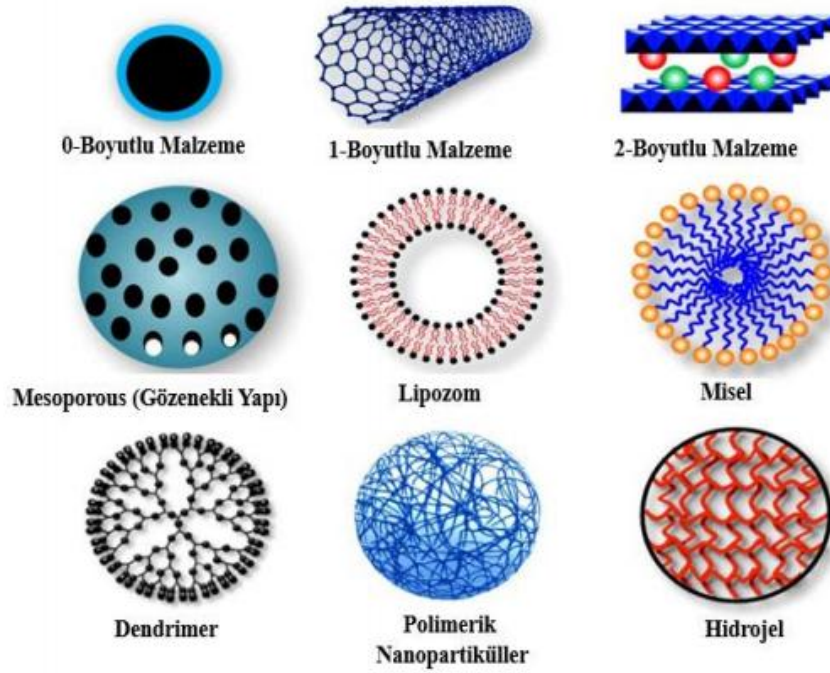 0-Boyutlu Malzeme
1-Boyutlu Malzeme
2-Boyutlu Malzeme
Mesoporous (Gözenekli Yapı)
Lipozom
Misel
Dendrimer
Polimerik
Nanopartiküller
Hidrojel